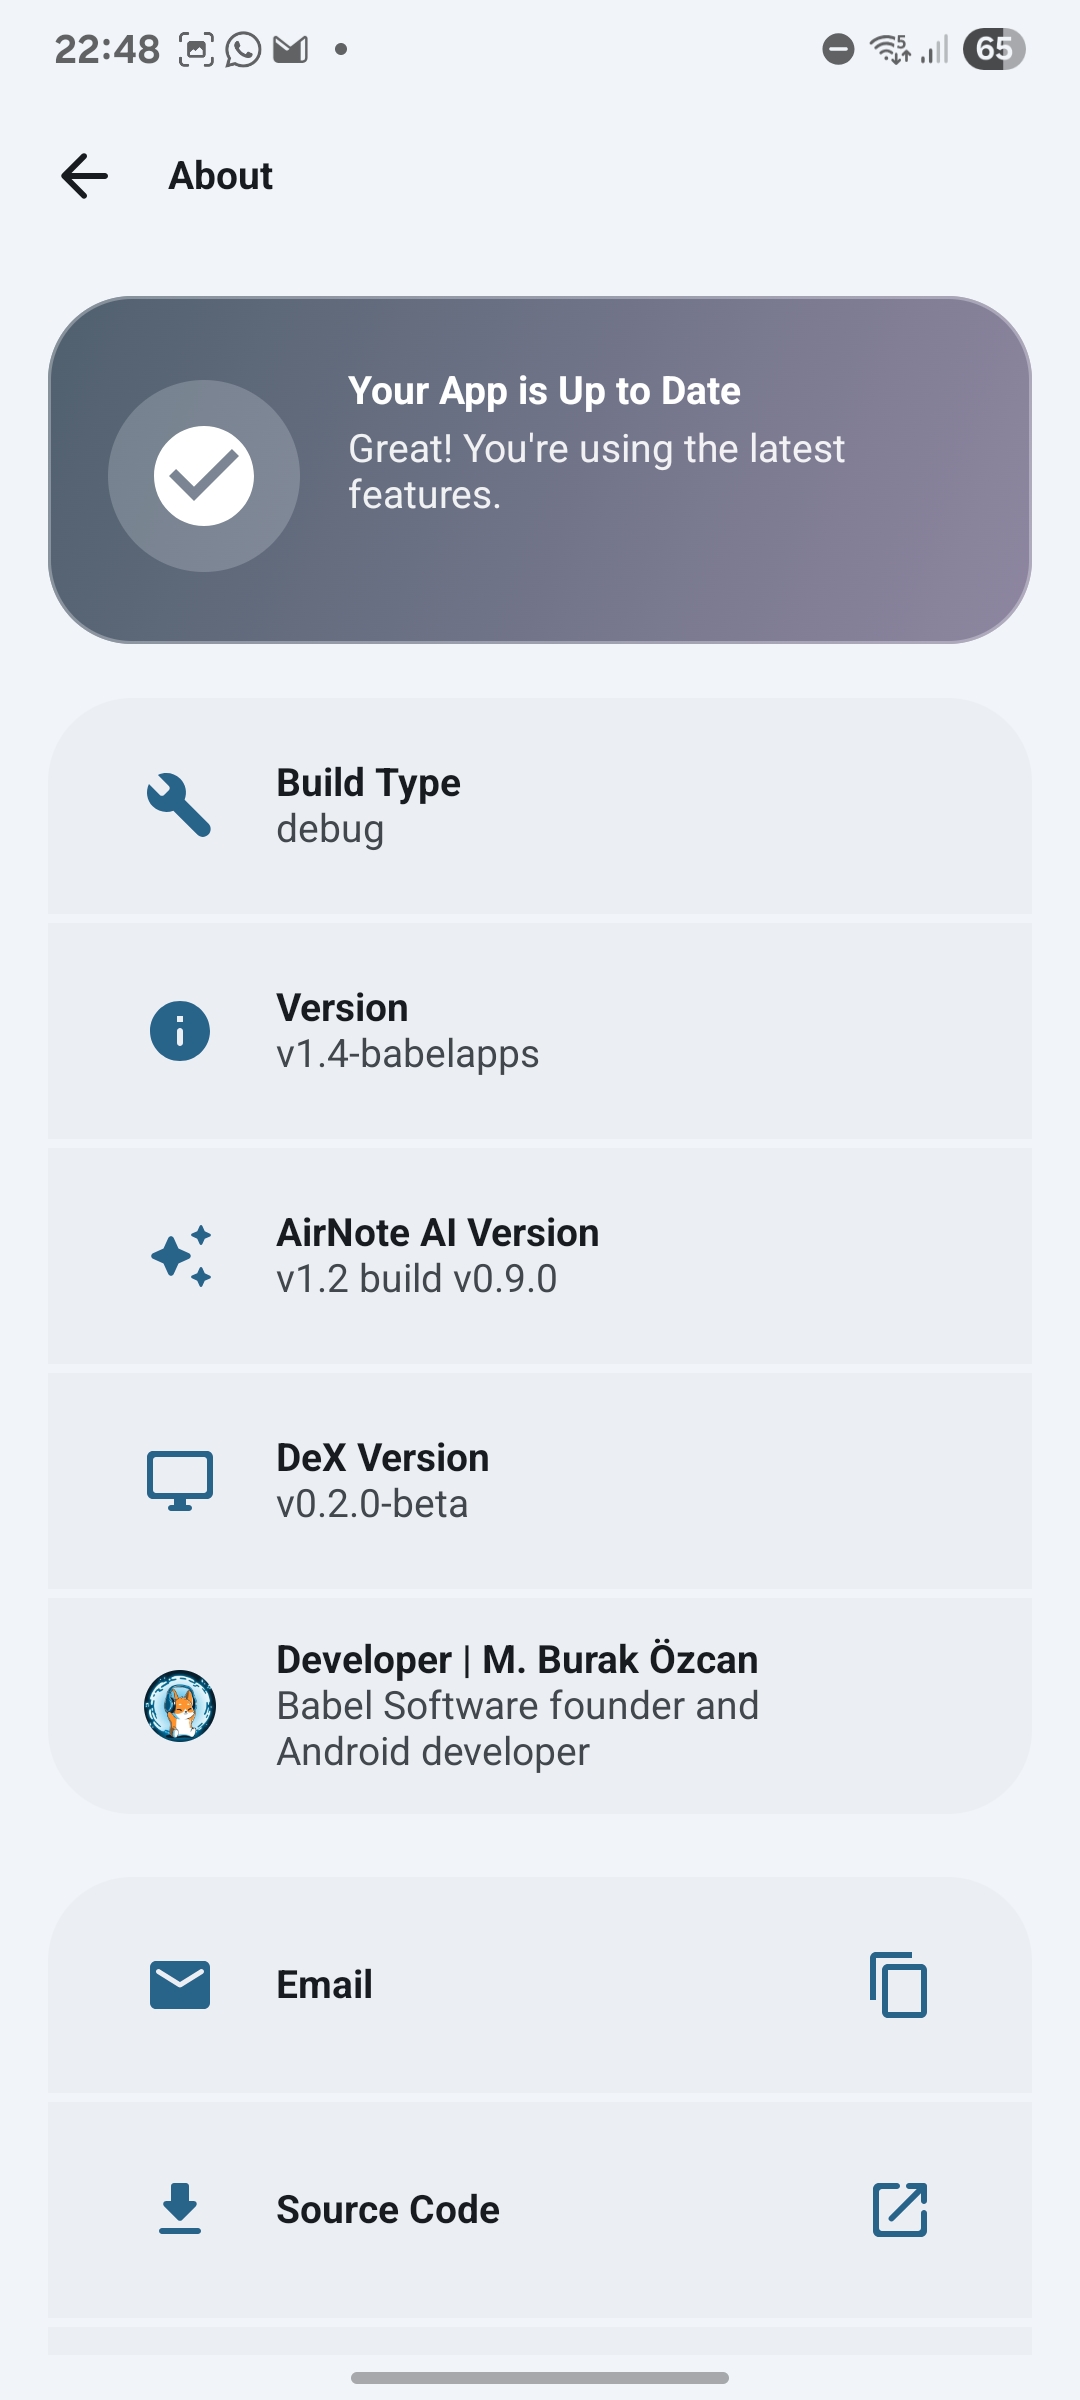 22:48
5
65
About
Your App is Up to Date
Great! You're using the latest
features.
Build Type
debug
Version
v1.4-babelapps
AirNote AI Version
v1.2 build v0.9.0
DeX Version
v0.2.0-beta
Developer | M. Burak Özcan
Babel Software founder and
Android developer
Email
Source Code